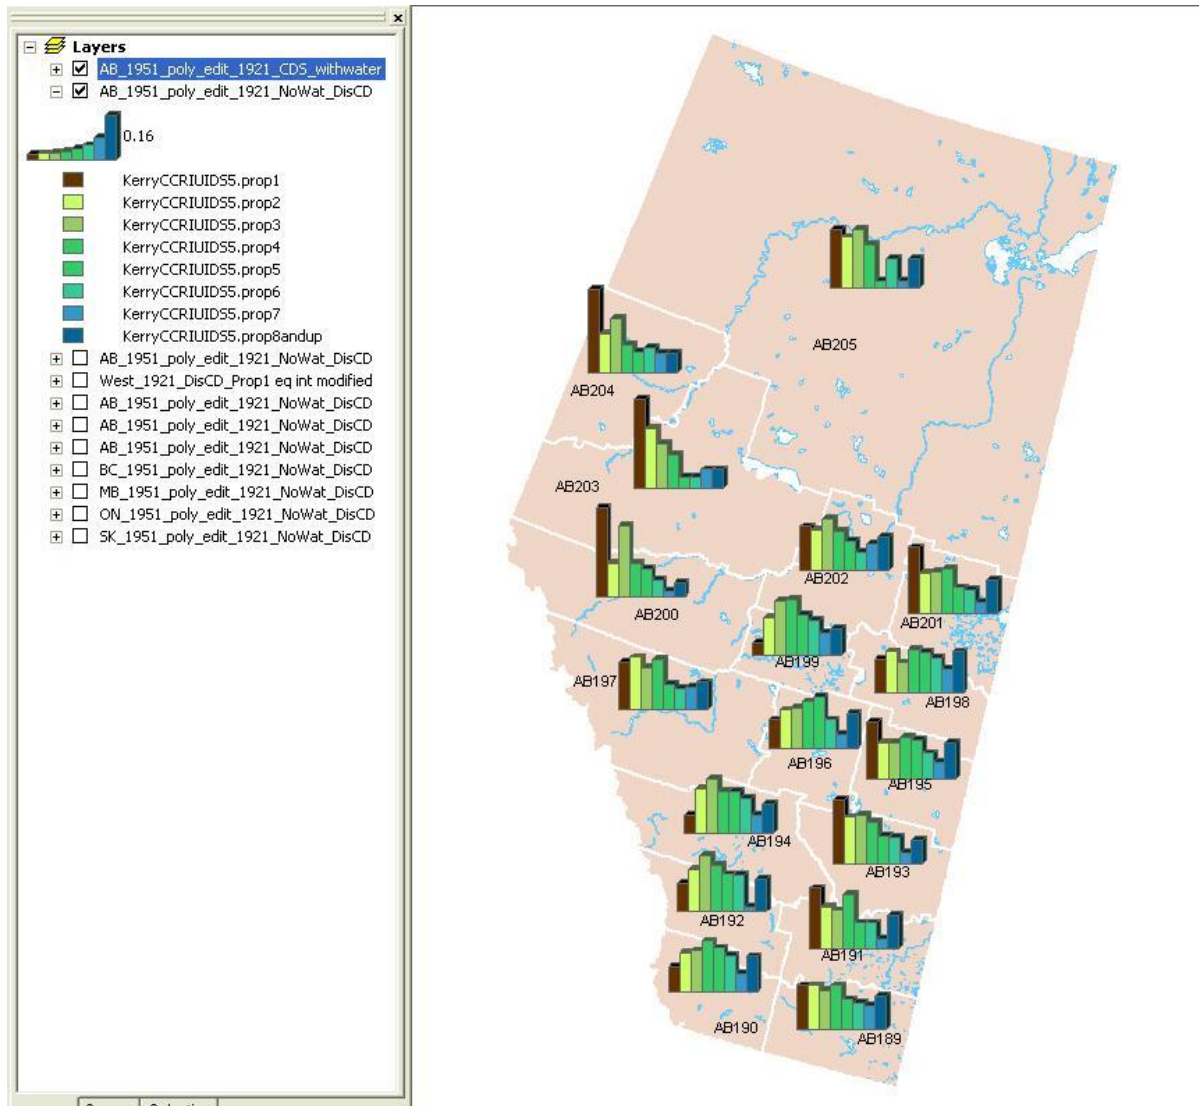 Layers
AB_1951_poly_edit_1921_CDS_withwater
AB_1951_poly_edit_1921_NoWat_DisCD
0.16
KerryCCRIUIDS5.prop1
KerryCCRIUIDS5.prop2
KerryCCRIUIDS5.prop3
KerryCCRIUIDS5.prop4
KerryCCRIUIDS5.prop5
KerryCCRIUIDS5.prop6
KerryCCRIUIDS5.prop7
KerryCCRIUIDS5.prop8andup
AB_1951_poly_edit_1921_NoWat_DisCD
West_1921_DisCD_Prop1 eq int modified
AB_1951_poly_edit_1921_NoWat_DisCD
AB_1951_poly_edit_1921_NoWat_DisCD
AB_1951_poly_edit_1921_NoWat_DisCD
BC_1951_poly_edit_1921_NoWat_DisCD
MB_1951_poly_edit_1921_NoWat_DisCD
ON_1951_poly_edit_1921_NoWat_DisCD
SK_1951_poly_edit_1921_NoWat_DisCD
AB205
AB204
AB203
AB202
AB201
AB200
AB199
AB197
AB198
AB196
AB195
AB194
AB193
AB192
AB191
AB190
AB189